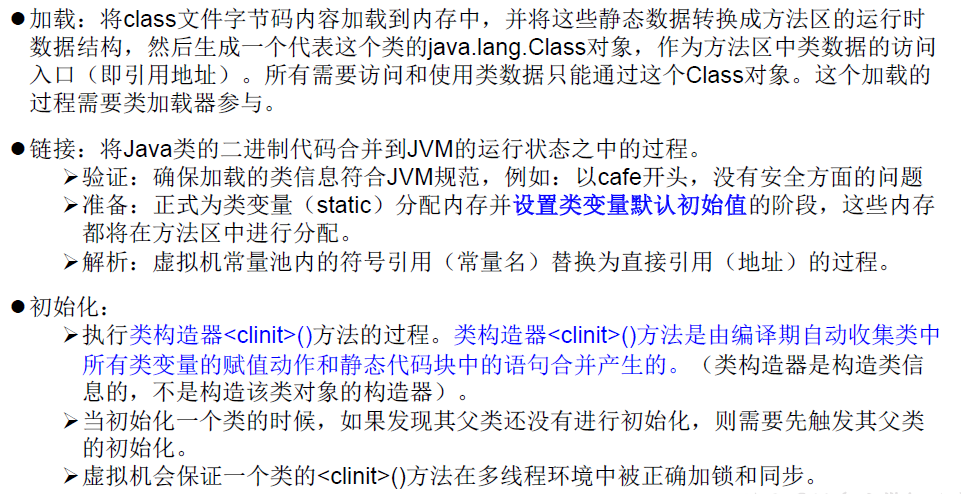 ●加载：将class文件字节码内容加载到内存中，并将这些静态数据转换成方法区的运行时
数据结构，然后生成一个代表这个类的java.lang.Class对象，作为方法区中类数据的访问
入口（即引用地址）。所有需要访问和使用类数据只能通过这个Class对象。这个加载的
过程需要类加载器参与。
●链接：将Java类的二进制代码合并到JVM的运行状态之中的过程。
➢验证：确保加载的类信息符合JVM规范，例如：以cafe开头，没有安全方面的问题
➢准备：正式为类变量（static）分配内存并设置类变量默认初始值的阶段，这些内存
都将在方法区中进行分配。
➢解析：虚拟机常量池内的符号引用（常量名）替换为直接引用（地址）的过程。
●初始化：
➢执行类构造器<clinit>()方法的过程。类构造器<clinit>()方法是由编译期自动收集类中
所有类变量的赋值动作和静态代码块中的语句合并产生的。（类构造器是构造类信
息的，不是构造该类对象的构造器）。
➢当初始化一个类的时候，如果发现其父类还没有进行初始化，则需要先触发其父类
的初始化。
➢虚拟机会保证一个类的<clinit>()方法在多线程环境中被正确加锁和同步。